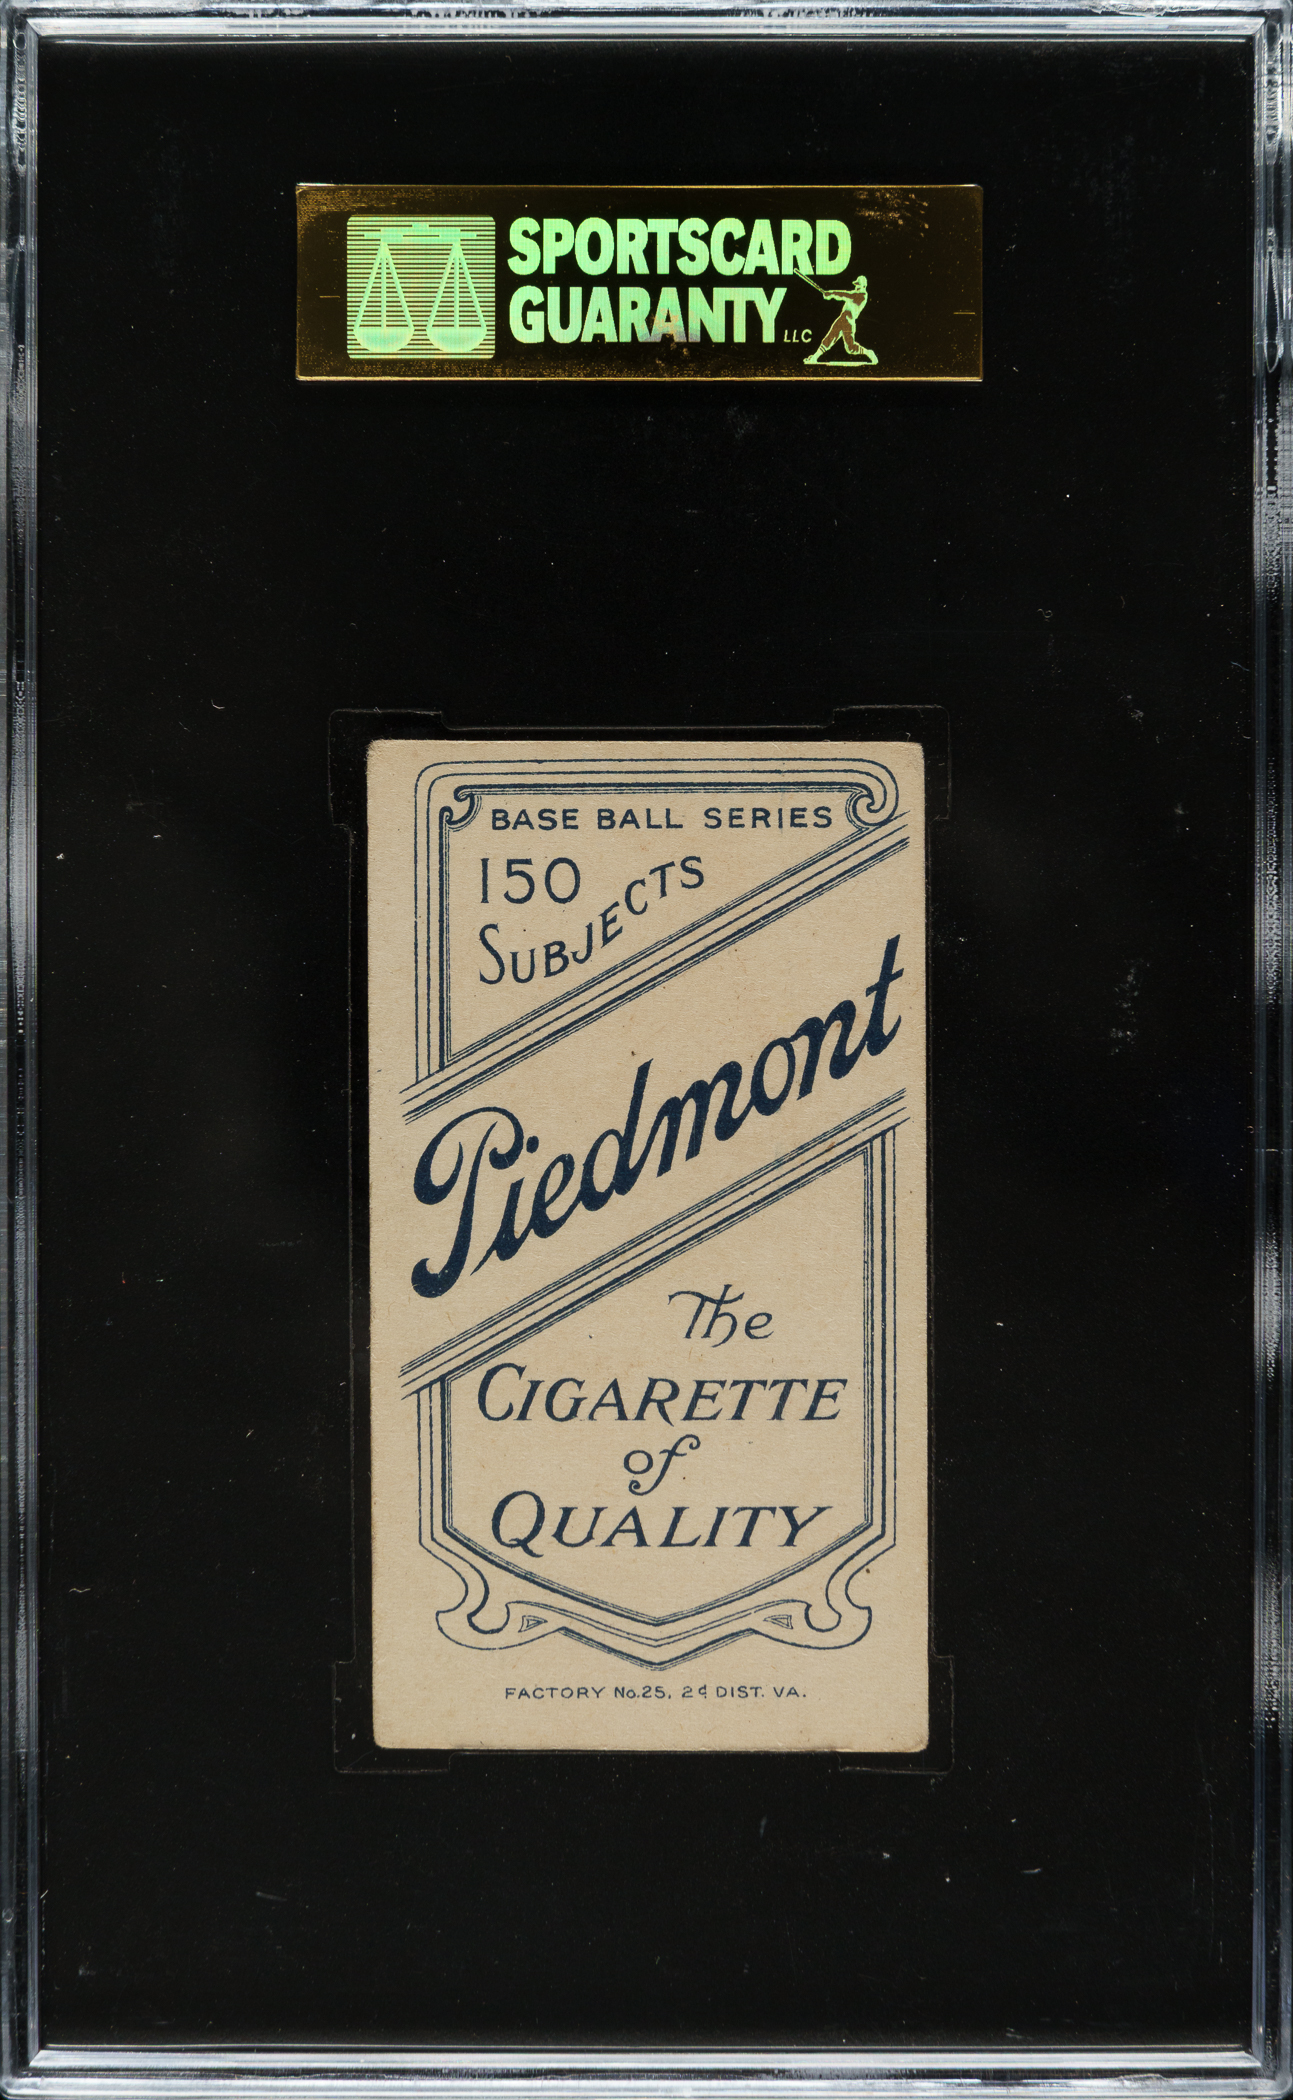 SPORTSCARD
GUARANTY LLC
BASE BALL SERIES
150
SUBJECTS
Piedmont
The
CIGARETTE
of
QUALITY
FACTORY No. 25, 2d DIST. VA.